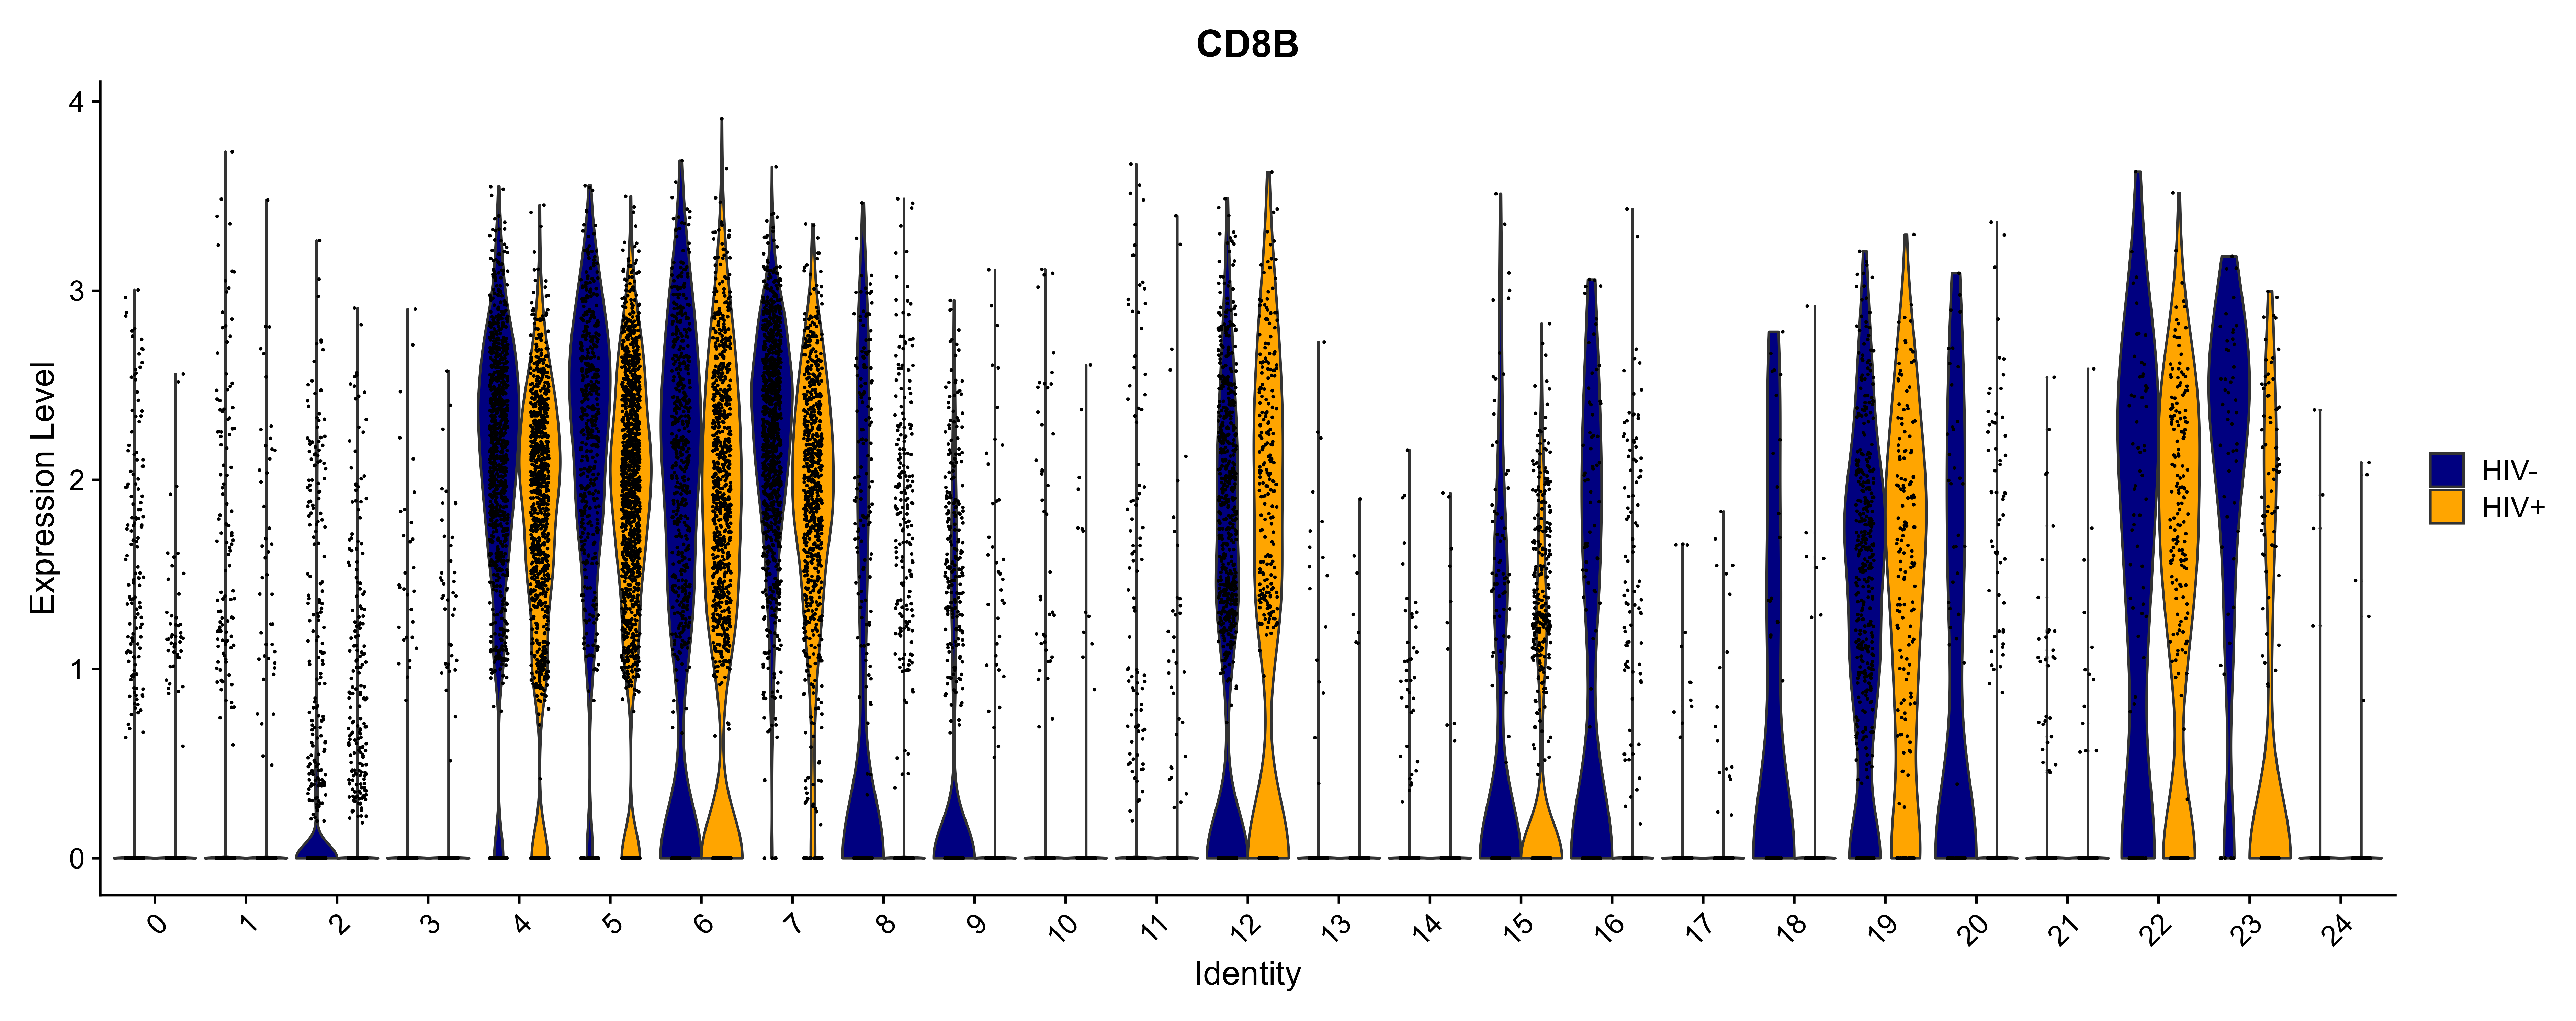 CD8B
4
3
2
1
0
Expression Level
0 1 2 3 4 5 6 7 8 9 10 11 12 13 14 15 16 17 18 19 20 21 22 23 24
Identity
HIV-
HIV+